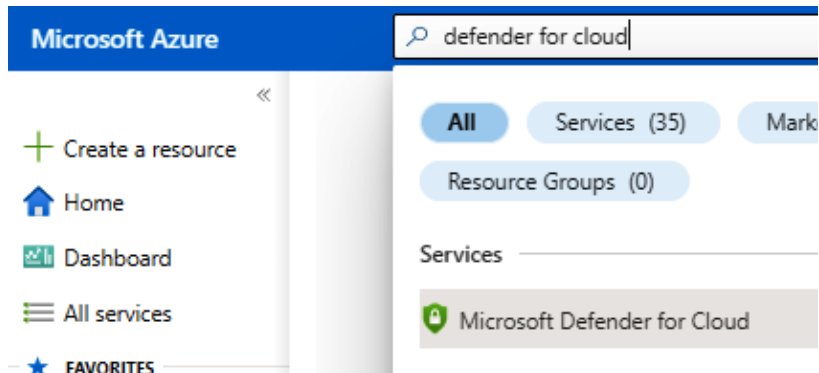 Microsoft Azure
defender for cloud
«
All
Services (35)
Resource Groups (0)
Create a resource
Home
Dashboard
All services
FAVORITES
Services
Microsoft Defender for Cloud